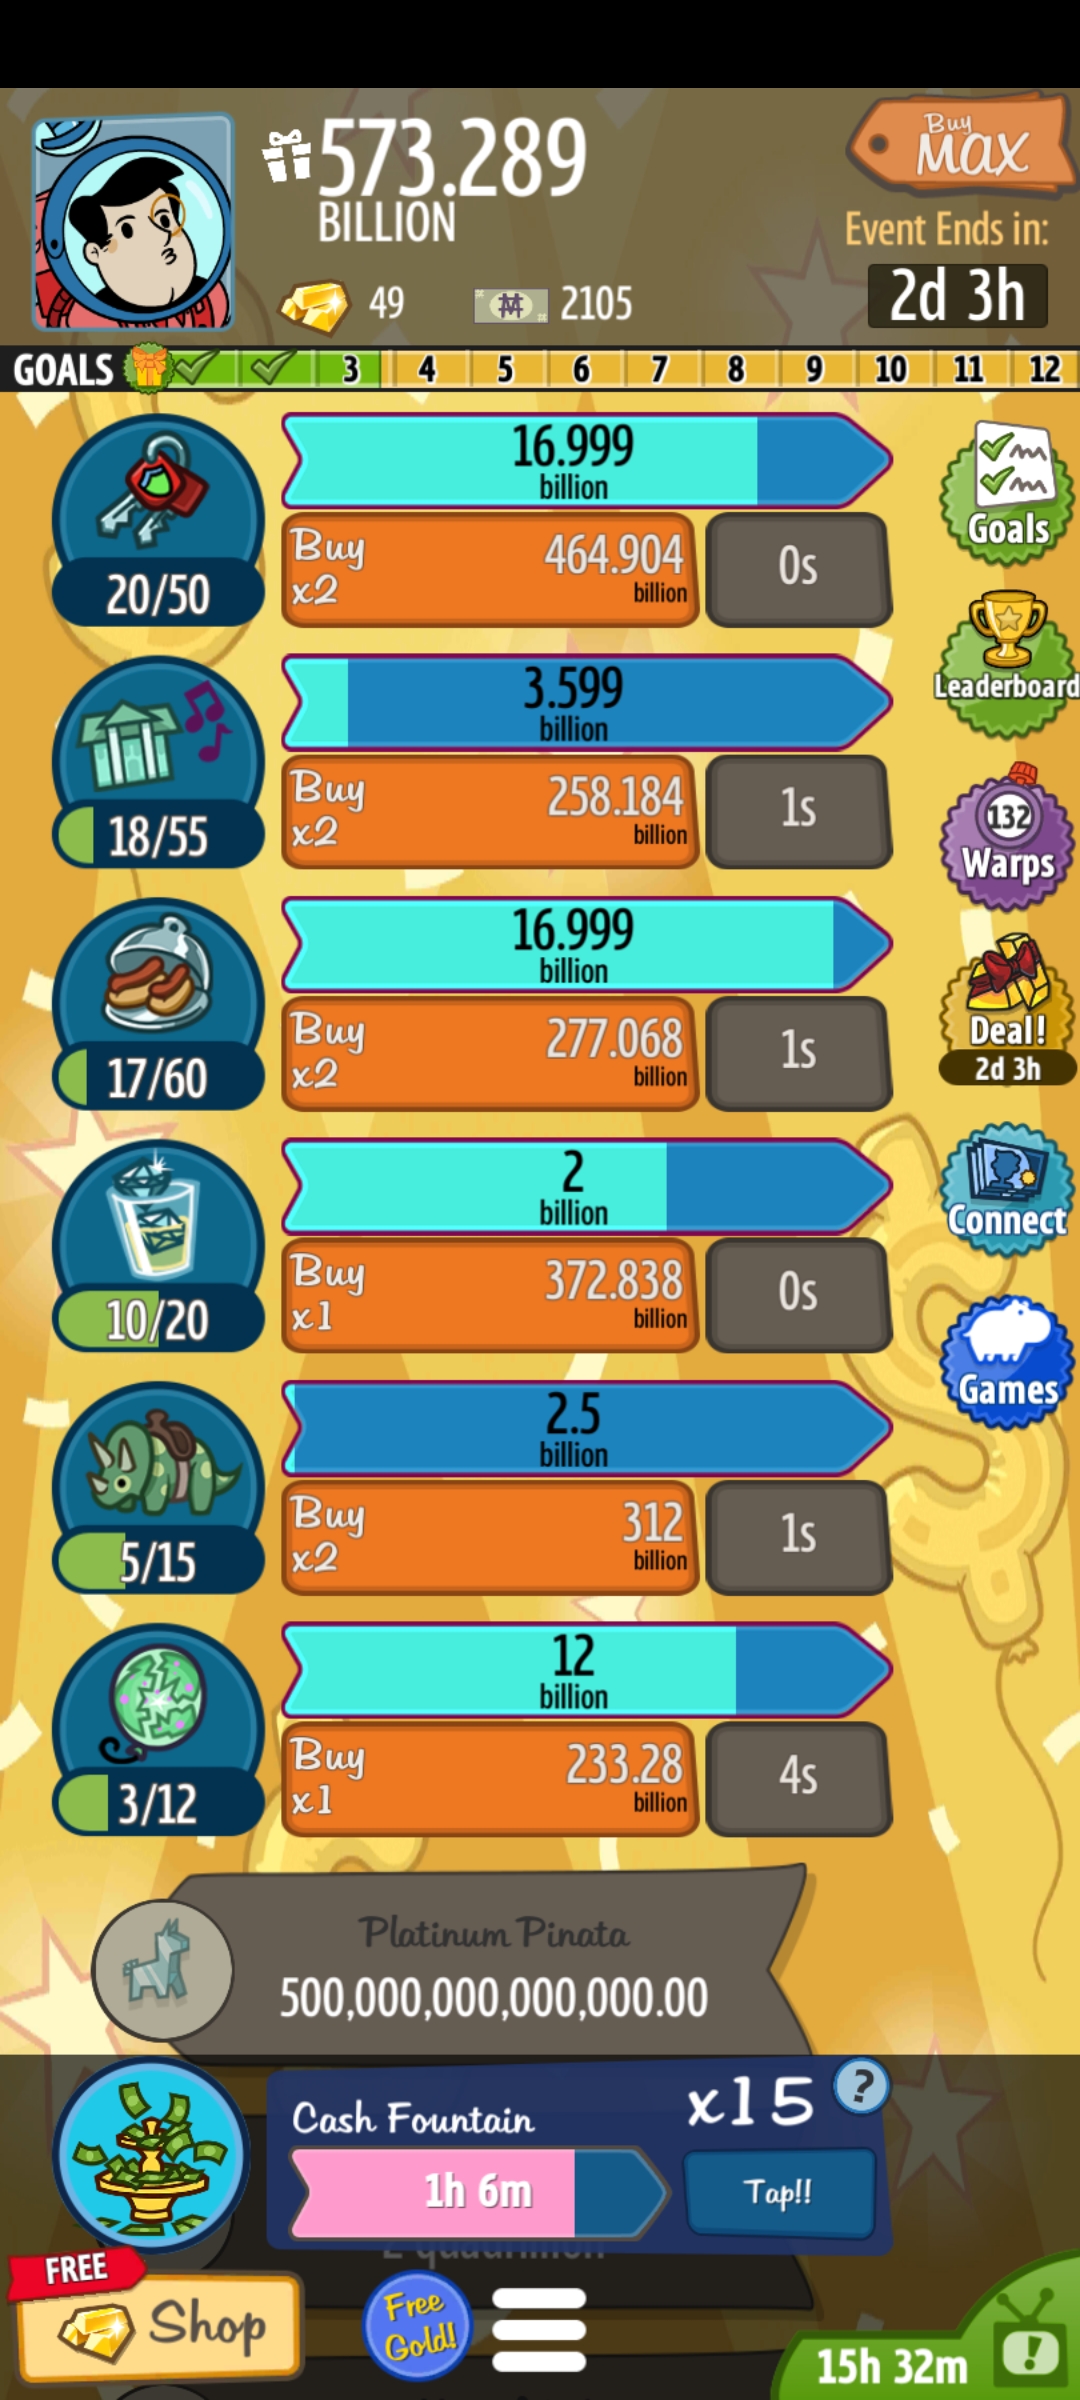 573.289
BILLION
Buy
MAX
Event Ends in:
49
2105
2d 3h
GOALS 3 4 5 6 7 8 9 10 11 12
16.999
billion
Buy
x2
464.904
billion
0s
20/50
Goals
3.599
billion
Buy
x2
258.184
billion
1s
18/55
Leaderboard
16.999
billion
Buy
x2
277.068
billion
1s
17/60
132
Warps
Deal!
2d 3h
2
billion
Buy
x1
372.838
billion
0s
10/20
Connect
2.5
billion
Buy
x2
312
billion
1s
5/15
Games
12
billion
Buy
x1
233.28
billion
4s
3/12
Platinum Pinata
500,000,000,000,000.00
Cash Fountain
x15
?
1h 6m
Tap!!
2 quadrillion
FREE
Shop
Free
Gold!
15h 32m
!